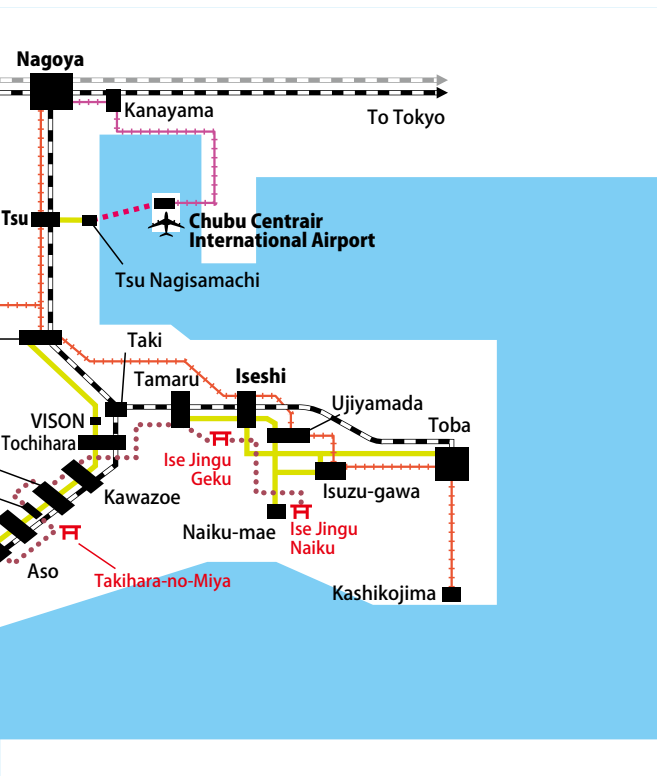 Nagoya
Kanayama
To Tokyo
Tsu
Chubu Centrair
International Airport
Tsu Nagisamachi
Taki
Tamaru
Iseshi
Ujiyamada
VISON
Toba
Tochihara
Ise Jingu
Geku
Isuzu-gawa
Kawazoe
Naiku-mae
Ise Jingu
Naiku
Aso
Takihara-no-Miya
Kashikojima